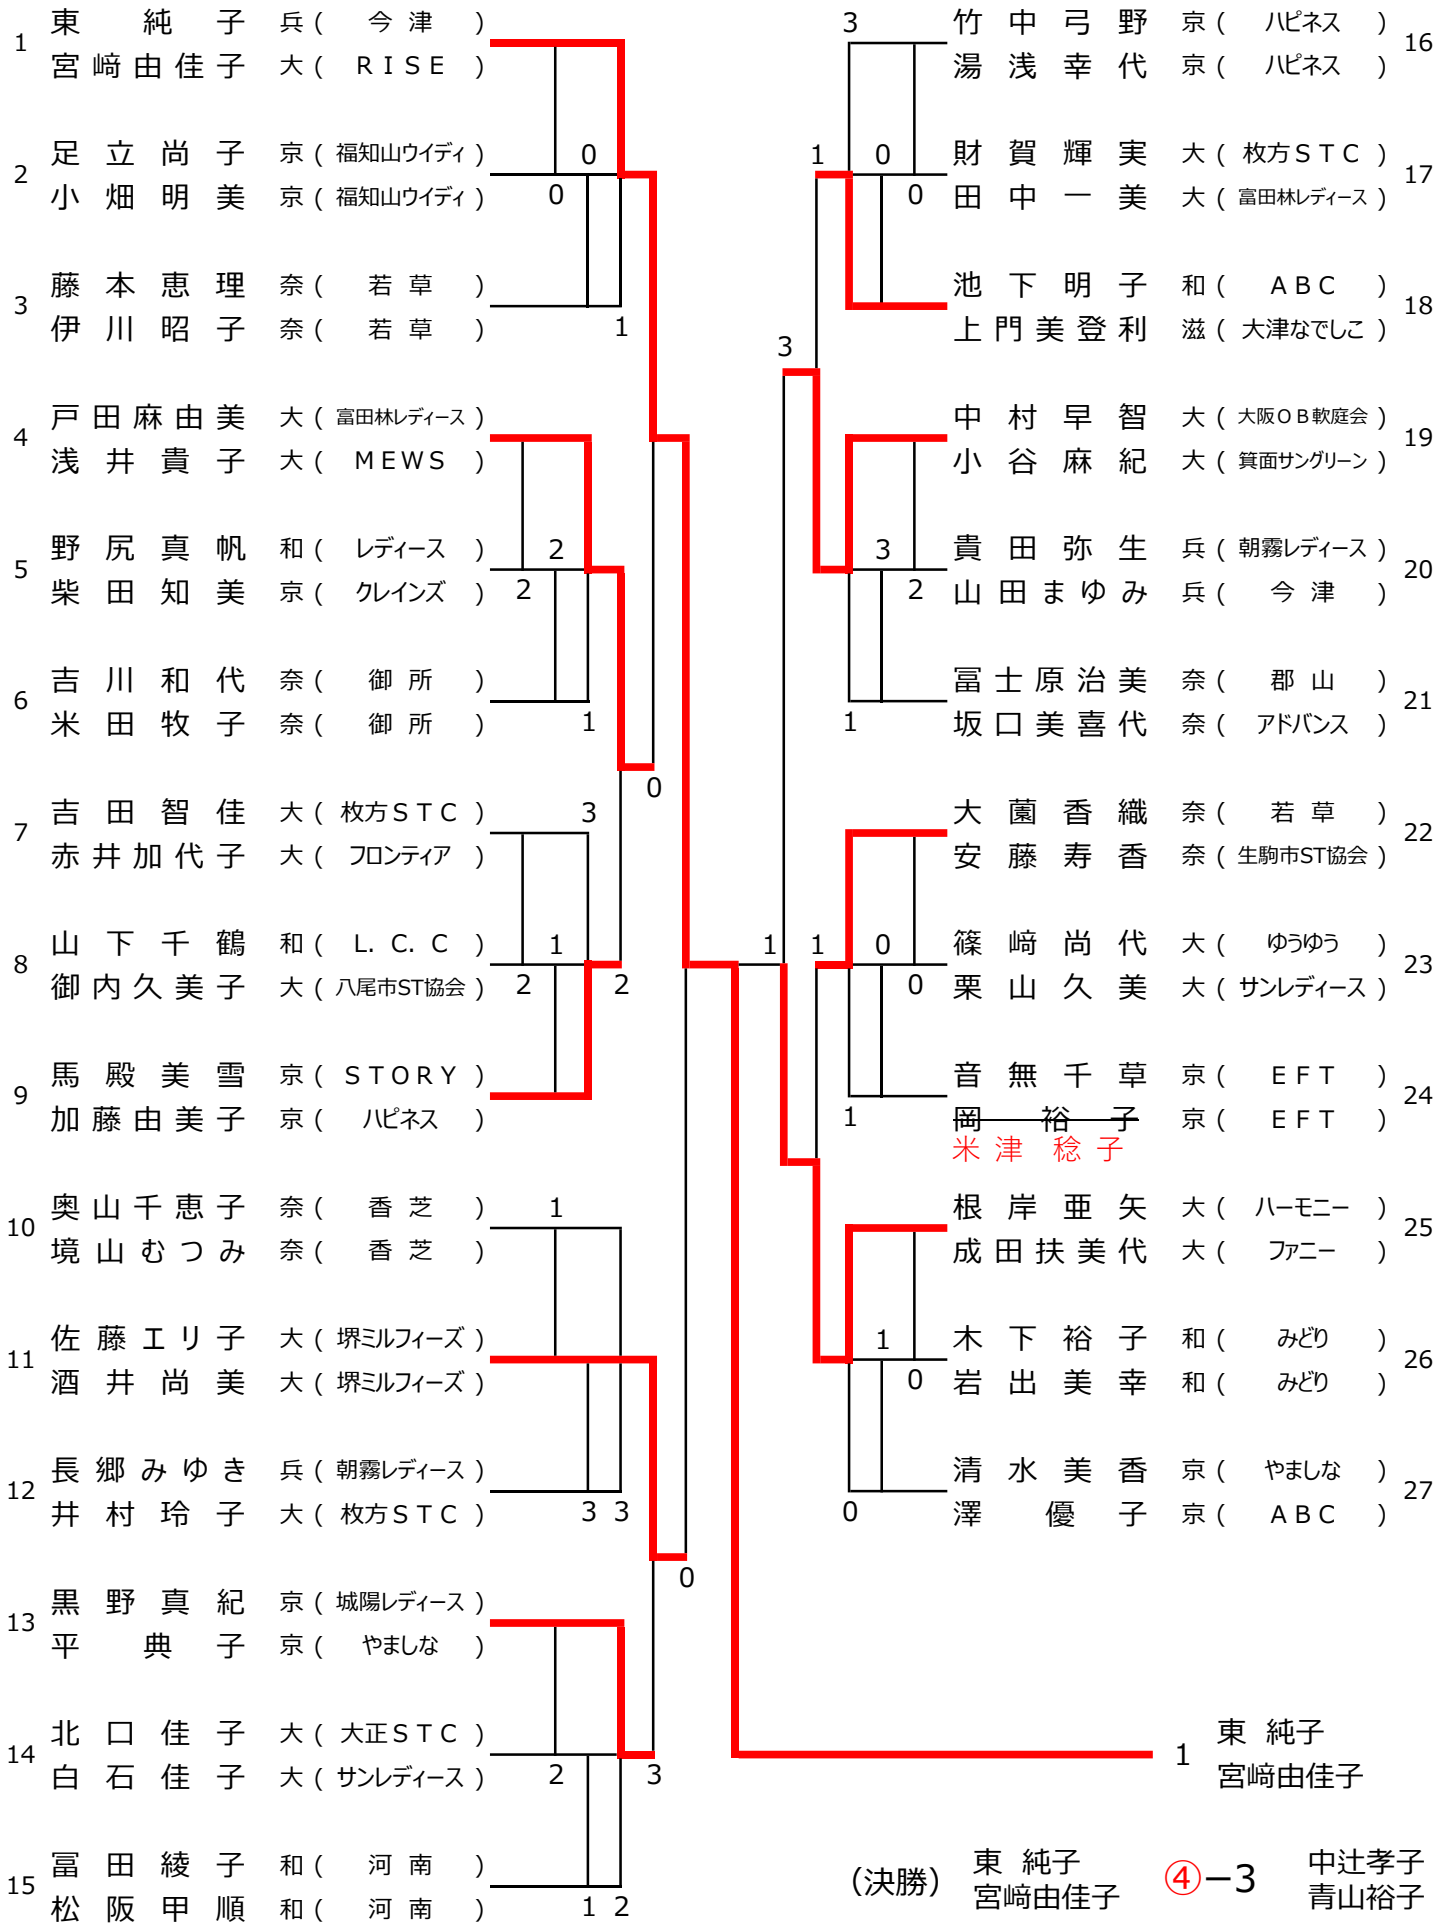 1 東 純 子 兵 ( 今 津 )
宮﨑由佳子 大 ( RISE )
2 足立尚子 京 ( 福知山ウイディ )
小畑明美 京 ( 福知山ウイディ )
0
0
3 藤本恵理 奈 ( 若 草 )
伊川昭子 奈 ( 若 草 )
1
4 戸田麻由美 大 ( 富田林レディース )
浅井貴子 大 ( MEWS )
5 野尻真帆 和 ( レディース )
柴田知美 京 ( クレインズ )
2
2
6 吉川和代 奈 ( 御 所 )
米田牧子 奈 ( 御 所 )
1
0
7 吉田智佳 大 ( 枚方STC )
赤井加代子 大 ( フロンティア )
3
8 山下千鶴 和 ( L. C. C )
御内久美子 大 ( 八尾市ST協会 )
1
2
2
9 馬殿美雪 京 ( STORY )
加藤由美子 京 ( ハピネス )
10 奥山千恵子 奈 ( 香 芝 )
境山むつみ 奈 ( 香 芝 )
1
11 佐藤エリ子 大 ( 堺ミルフィーズ )
酒井尚美 大 ( 堺ミルフィーズ )
12 長郷みゆき 兵 ( 朝霧レディース )
井村玲子 大 ( 枚方STC )
3 3
0
13 黒野真紀 京 ( 城陽レディース )
平 典 子 京 ( やましな )
14 北口佳子 大 ( 大正STC )
白石佳子 大 ( サンレディース )
2
3
15 冨田綾子 和 ( 河 南 )
松阪甲順 和 ( 河 南 )
1 2
3
竹中弓野 京 ( ハピネス ) 16
湯浅幸代 京 ( ハピネス )
1
0
0
財賀輝実 大 ( 枚方STC ) 17
田中一美 大 ( 富田林レディース )
池下明子 和 ( ABC ) 18
上門美登利 滋 ( 大津なでしこ )
3
中村早智 大 ( 大阪OB軟庭会 ) 19
小谷麻紀 大 ( 箕面サングリーン )
3
2
貴田弥生 兵 ( 朝霧レディース ) 20
山田まゆみ 兵 ( 今 津 )
冨士原治美 奈 ( 郡 山 ) 21
坂口美喜代 奈 ( アドバンス )
1
大薗香織 奈 ( 若 草 ) 22
安藤寿香 奈 ( 生駒市ST協会 )
1
1
0
0
篠﨑尚代 大 ( ゆうゆう ) 23
栗山久美 大 ( サンレディース )
音無千草 京 ( EFT ) 24
岡 裕 子 京 ( EFT )
米津 稔子
1
根岸亜矢 大 ( ハーモニー ) 25
成田扶美代 大 ( ファニー )
1
0
木下裕子 和 ( みどり ) 26
岩出美幸 和 ( みどり )
清水美香 京 ( やましな ) 27
澤 優 子 京 ( ABC )
0
1 東 純子
宮﨑由佳子
(決勝) 東 純子 ④−3 中辻孝子
宮﨑由佳子 青山裕子